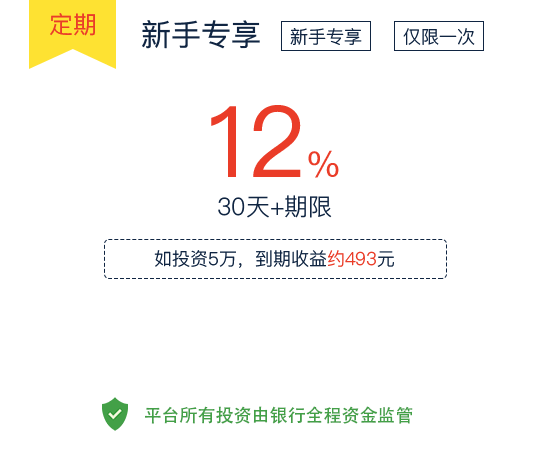 定期
新手专享 新手专享 仅限一次
12%
30天+期限
如投资5万，到期收益约493元
平台所有投资由银行全程资金监管